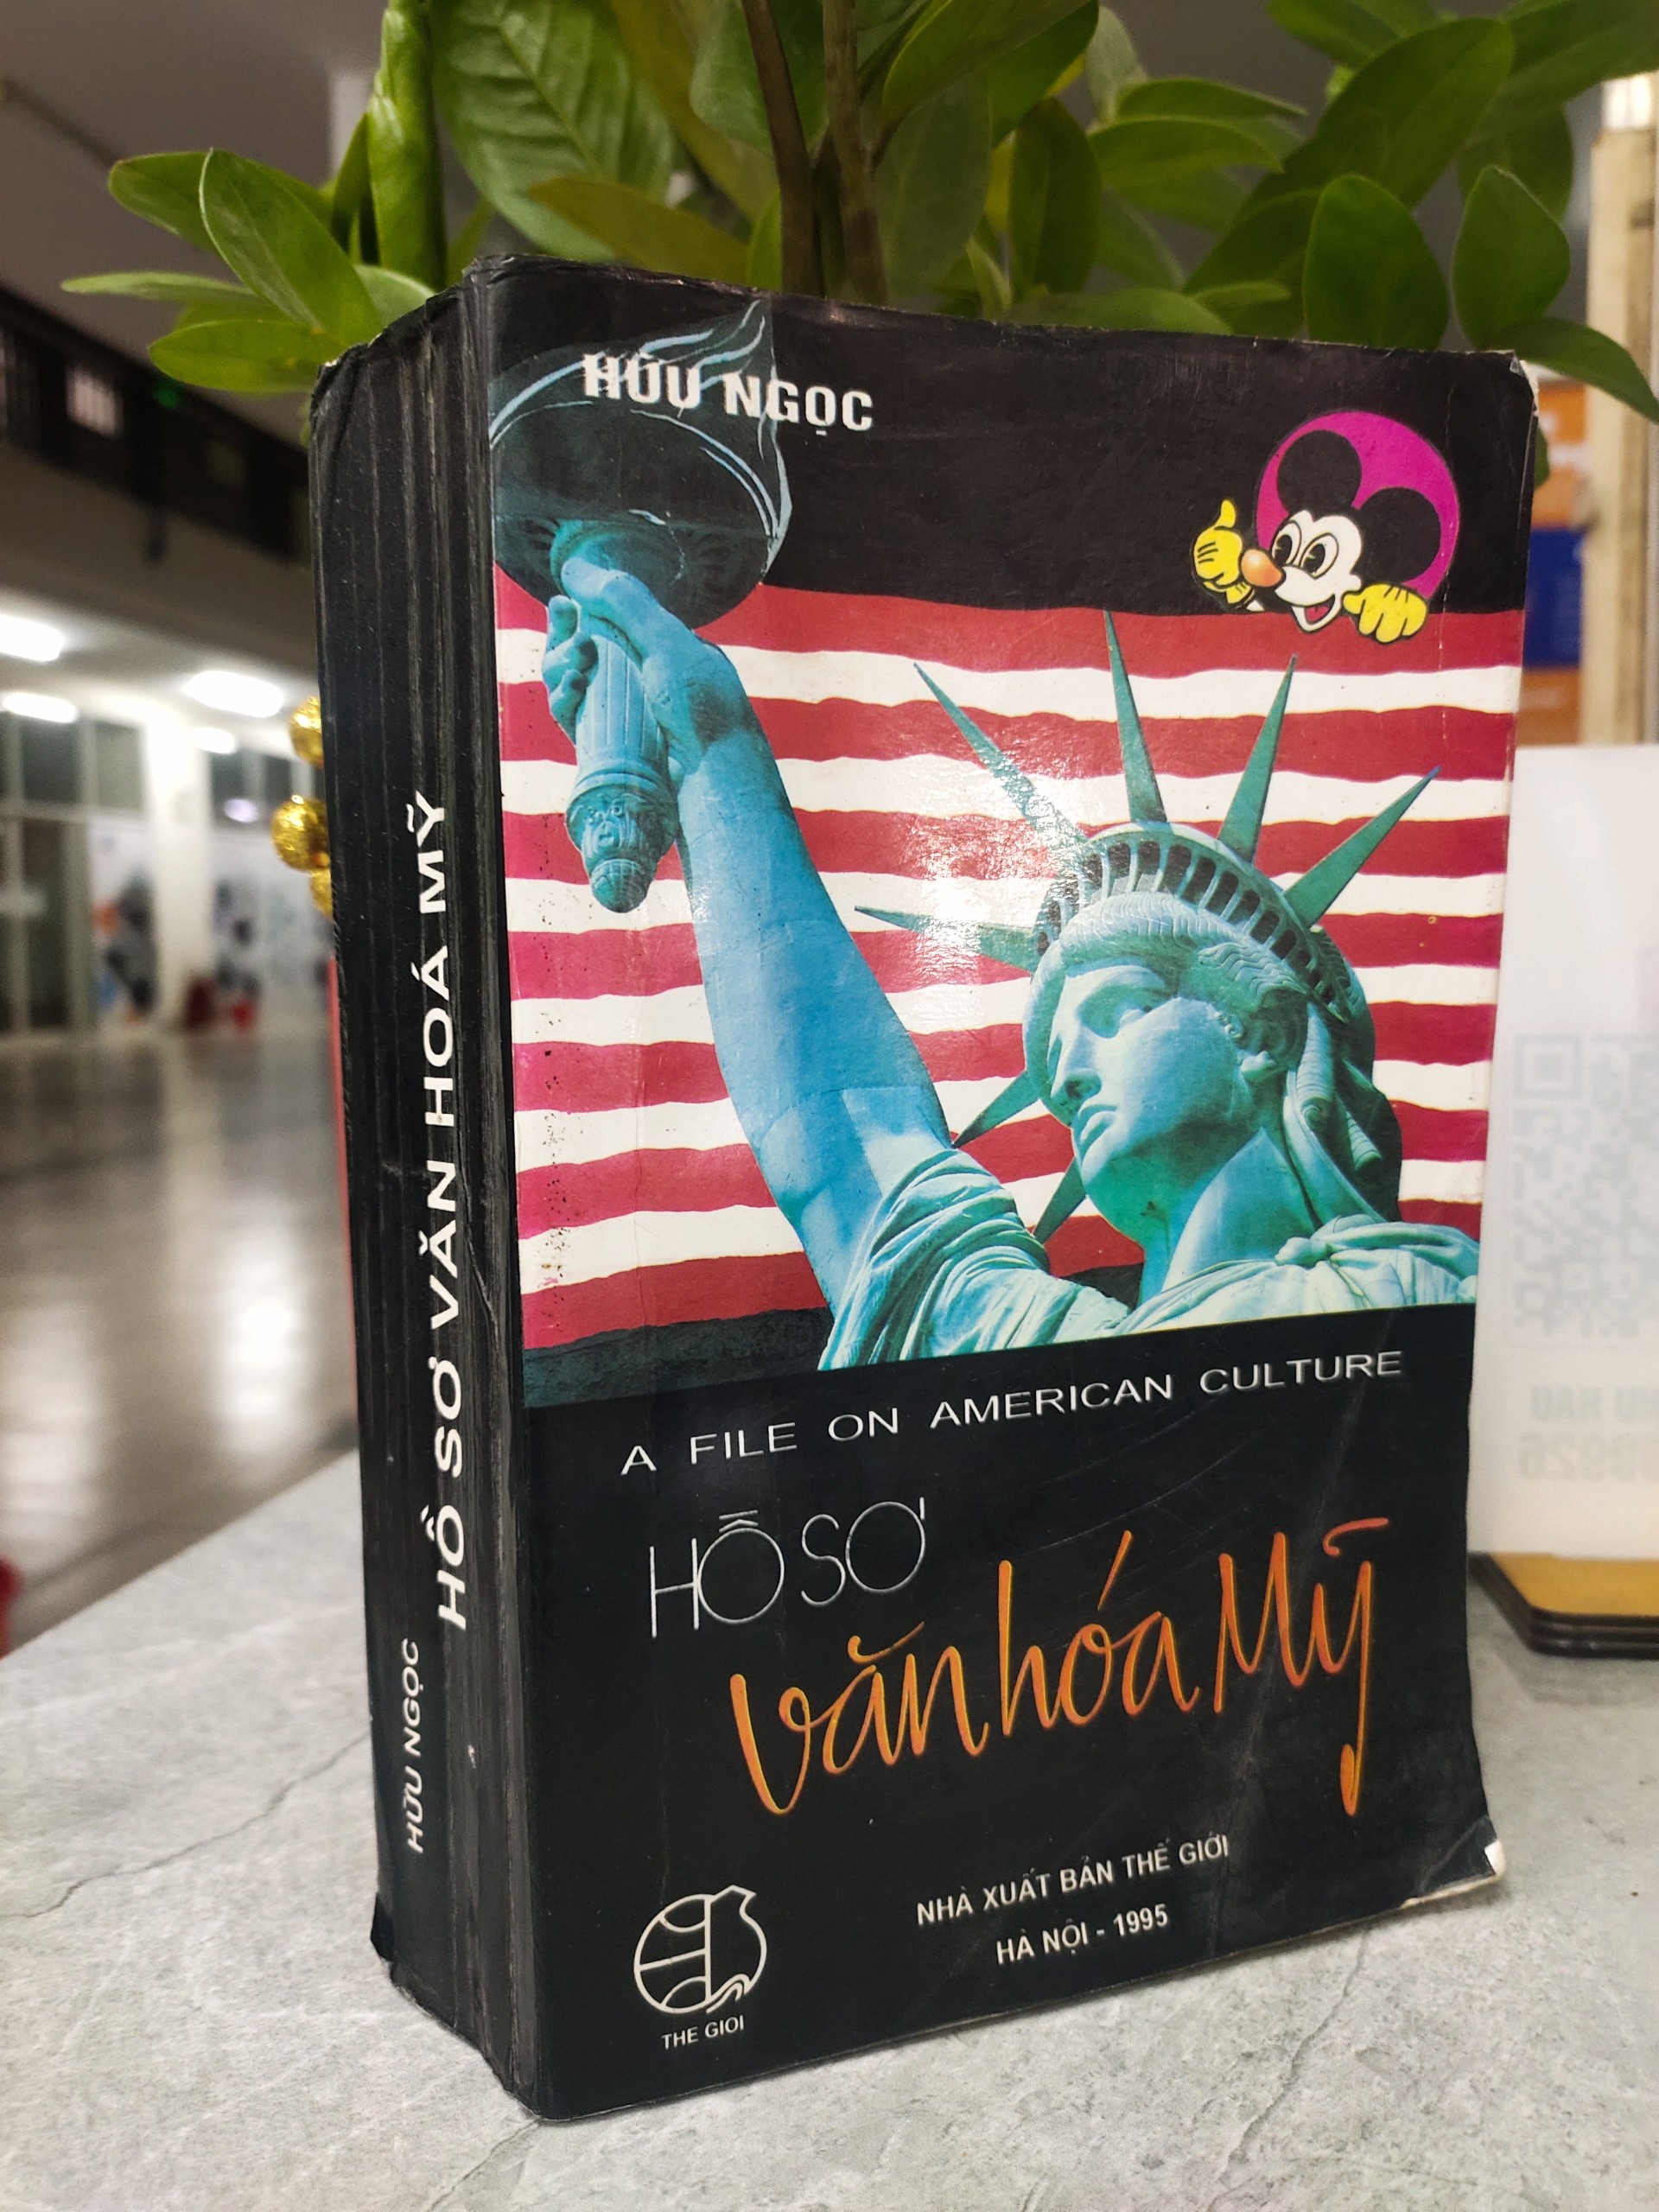 HỮU NGỌC
A FILE ON AMERICAN CULTURE
HỒ SƠ
văn hóa Mỹ
NHÀ XUẤT BẢN THẾ GIỚI
HÀ NỘI - 1995
THE GIOI
HỮU NGỌC HỒ SƠ VĂN HOÁ MỸ